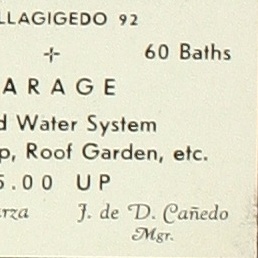 LLAGIGEDO 92
60 Baths
ARAGE
d Water System
p, Roof Garden, etc.
5.00 UP
rza J. de D. Cañedo
Mgr.